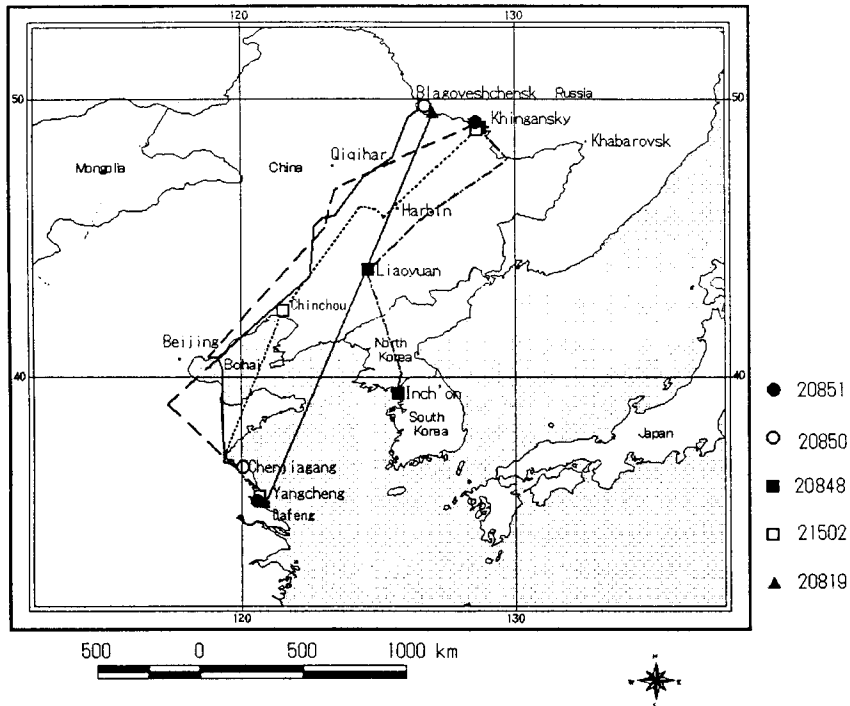 120 130
50 50
Blagoveshchensk Russia
Khingansky
Khabarovsk
Qiqihar
Mongolia China
Harbin
Liaoyuan
Chinchou
Beijing
Bohai
North
Korea
40 40
Inch'on
South
Korea
Japan
Chenjiagang
Yangcheng
Dafeng
120 130
20851
20850
20848
21502
20819
500 0 500 1000 km
N
W E
S